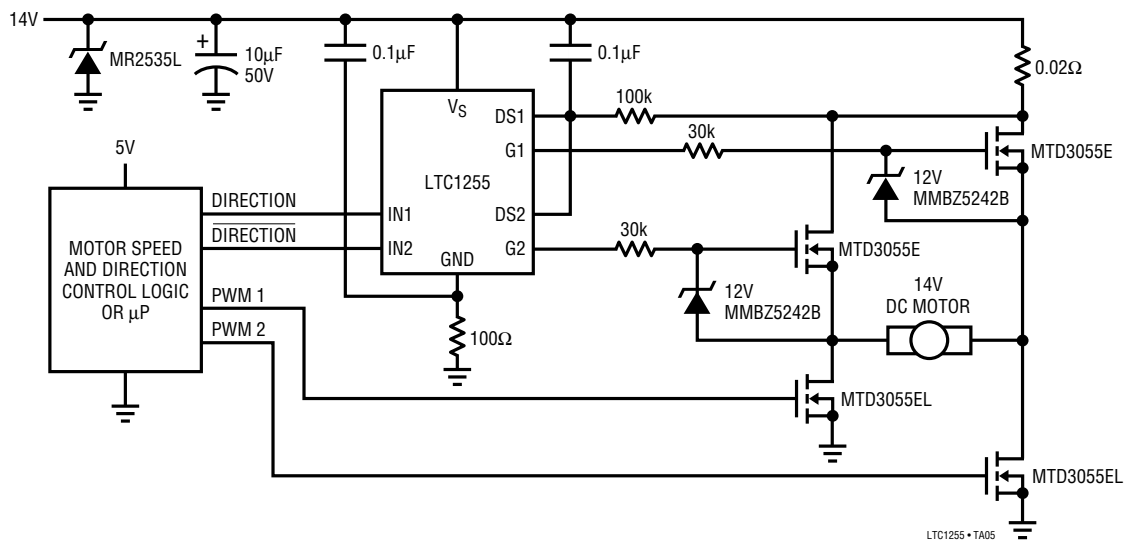 14V
MR2535L
+
10µF
50V
0.1µF
0.1µF
0.02Ω
VS
DS1
100k
G1
30k
MTD3055E
5V
LTC1255
12V
MMBZ5242B
DIRECTION
IN1
DS2
DIRECTION
IN2
G2
30k
MTD3055E
GND
MOTOR SPEED
AND DIRECTION
CONTROL LOGIC
OR µP
PWM 1
PWM 2
12V
MMBZ5242B
14V
DC MOTOR
100Ω
MTD3055EL
MTD3055EL
LTC1255 • TA05